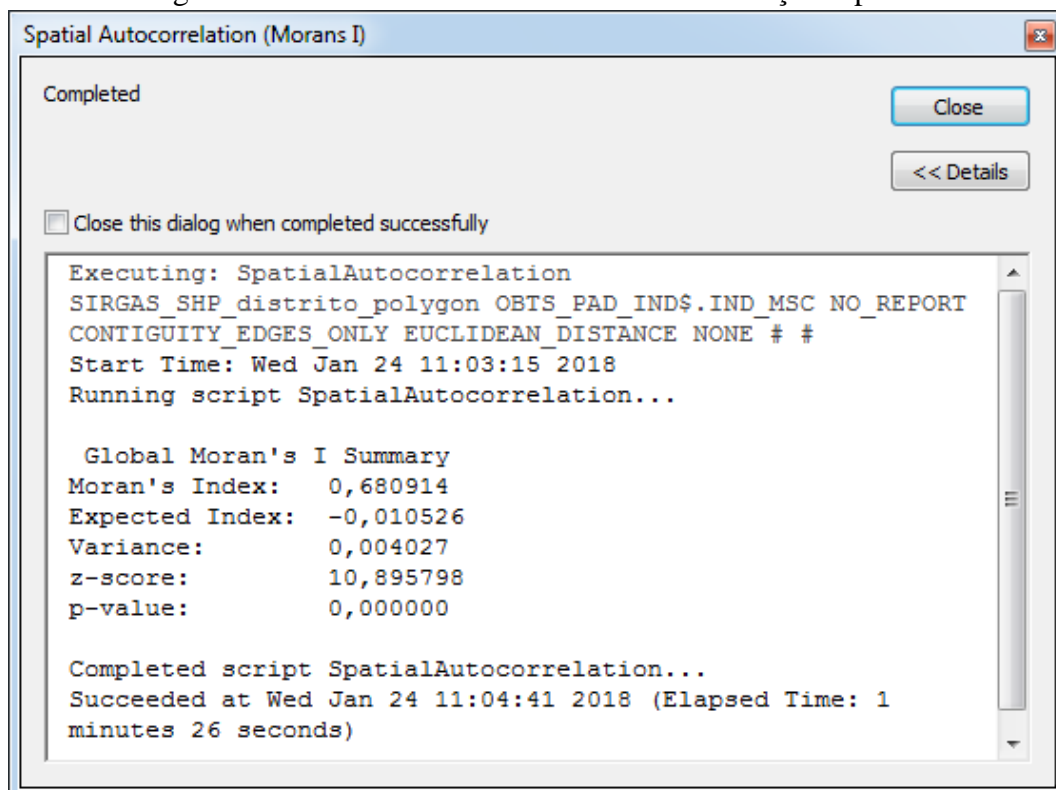 Spatial Autocorrelation (Morans I)
Completed
Close
<< Details
Close this dialog when completed successfully
Executing: SpatialAutocorrelation
SIRGAS_SHP_distrito_polygon OBTS_PAD_IND$.IND_MSC NO_REPORT
CONTIGUITY_EDGES_ONLY EUCLIDEAN_DISTANCE NONE # #
Start Time: Wed Jan 24 11:03:15 2018
Running script SpatialAutocorrelation...
Global Moran's I Summary
Moran's Index: 0,680914
Expected Index: -0,010526
Variance: 0,004027
z-score: 10,895798
p-value: 0,000000
Completed script SpatialAutocorrelation...
Succeeded at Wed Jan 24 11:04:41 2018 (Elapsed Time: 1
minutes 26 seconds)